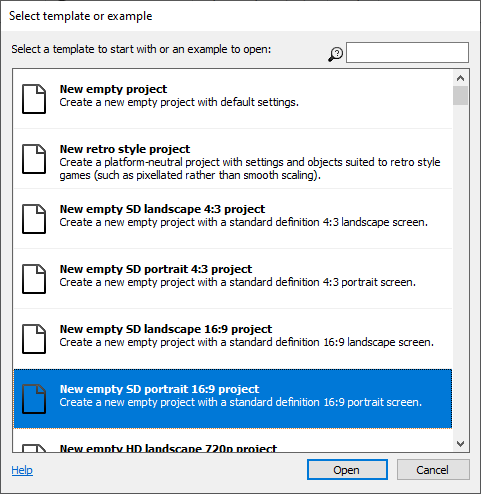 Select template or example
Select a template to start with or an example to open:
New empty project
Create a new empty project with default settings.
New retro style project
Create a platform-neutral project with settings and objects suited to retro style
games (such as pixellated rather than smooth scaling).
New empty SD landscape 4:3 project
Create a new empty project with a standard definition 4:3 landscape screen.
New empty SD portrait 4:3 project
Create a new empty project with a standard definition 4:3 portrait screen.
New empty SD landscape 16:9 project
Create a new empty project with a standard definition 16:9 landscape screen.
New empty SD portrait 16:9 project
Create a new empty project with a standard definition 16:9 portrait screen.
New empty HD landscape 720p project
Help
Open
Cancel